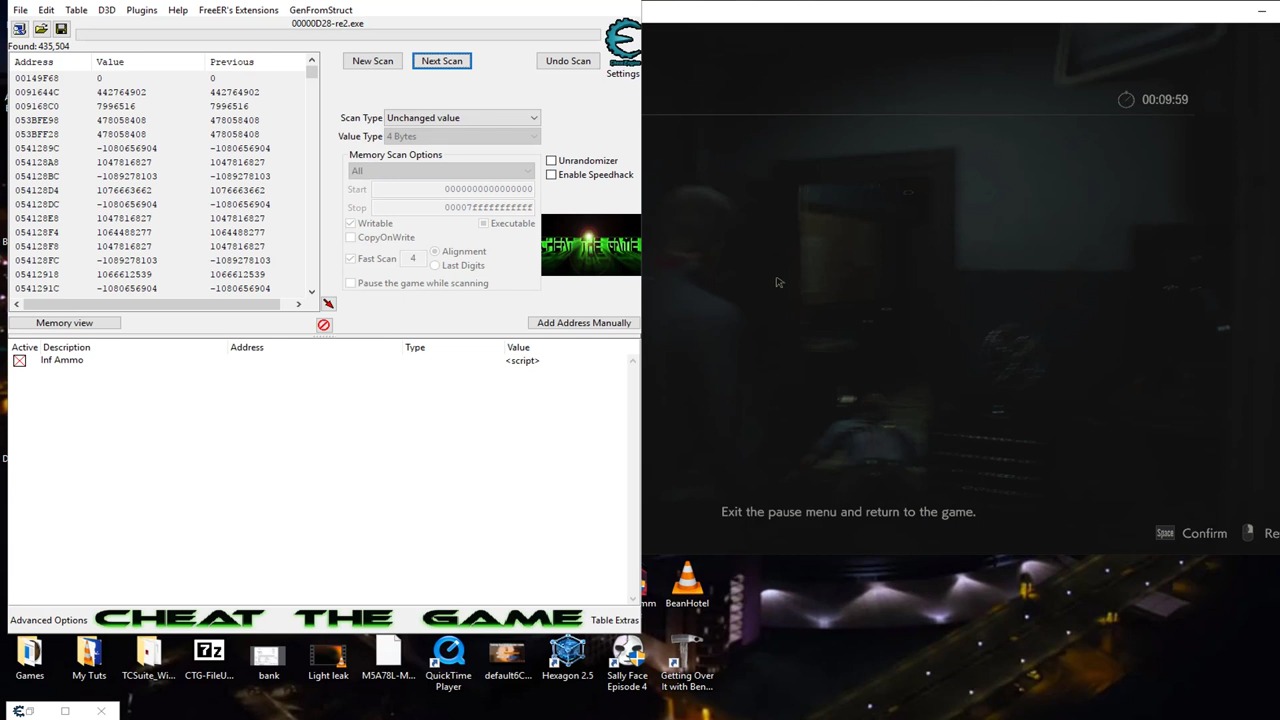 File Edit Table D3D Plugins Help FreeER's Extensions GenFromStruct
00000D28-re2.exe
Found: 435,504
Address Value Previous
00149F68 0 0
0091644C 442764902 442764902
009168C0 7996516 7996516
053BFE98 478058408 478058408
053BFF28 478058408 478058408
0541289C -1080656904 -1080656904
054128A8 1047816827 1047816827
054128BC -1089278103 -1089278103
054128D4 1076663662 1076663662
054128DC -1080656904 -1080656904
054128E8 1047816827 1047816827
054128F4 1064488277 1064488277
054128F8 1047816827 1047816827
054128FC -1089278103 -1089278103
05412918 1066612539 1066612539
0541291C -1080656904 -1080656904
New Scan Next Scan Undo Scan
Settings
Scan Type Unchanged value
Value Type 4 Bytes
Memory Scan Options
All
Start 0000000000000000
Stop 00007fffffffffff
Writable Executable
CopyOnWrite
Fast Scan 4 Alignment
Last Digits
Pause the game while scanning
Unrandomizer
Enable Speedhack
CHEAT THE GAME
Memory view Add Address Manually
Active Description Address Type Value
Inf Ammo <script>
Advanced Options CHEAT THE GAME Table Extras
00:09:59
Exit the pause menu and return to the game.
Space Confirm Re
mm BeanHotel
Games My Tuts TCSuite_Wi... CTG-FileU... bank Light leak M5A78L-M... QuickTime Player default6C... Hexagon 2.5 Sally Face Episode 4 Getting Over It with Ben...